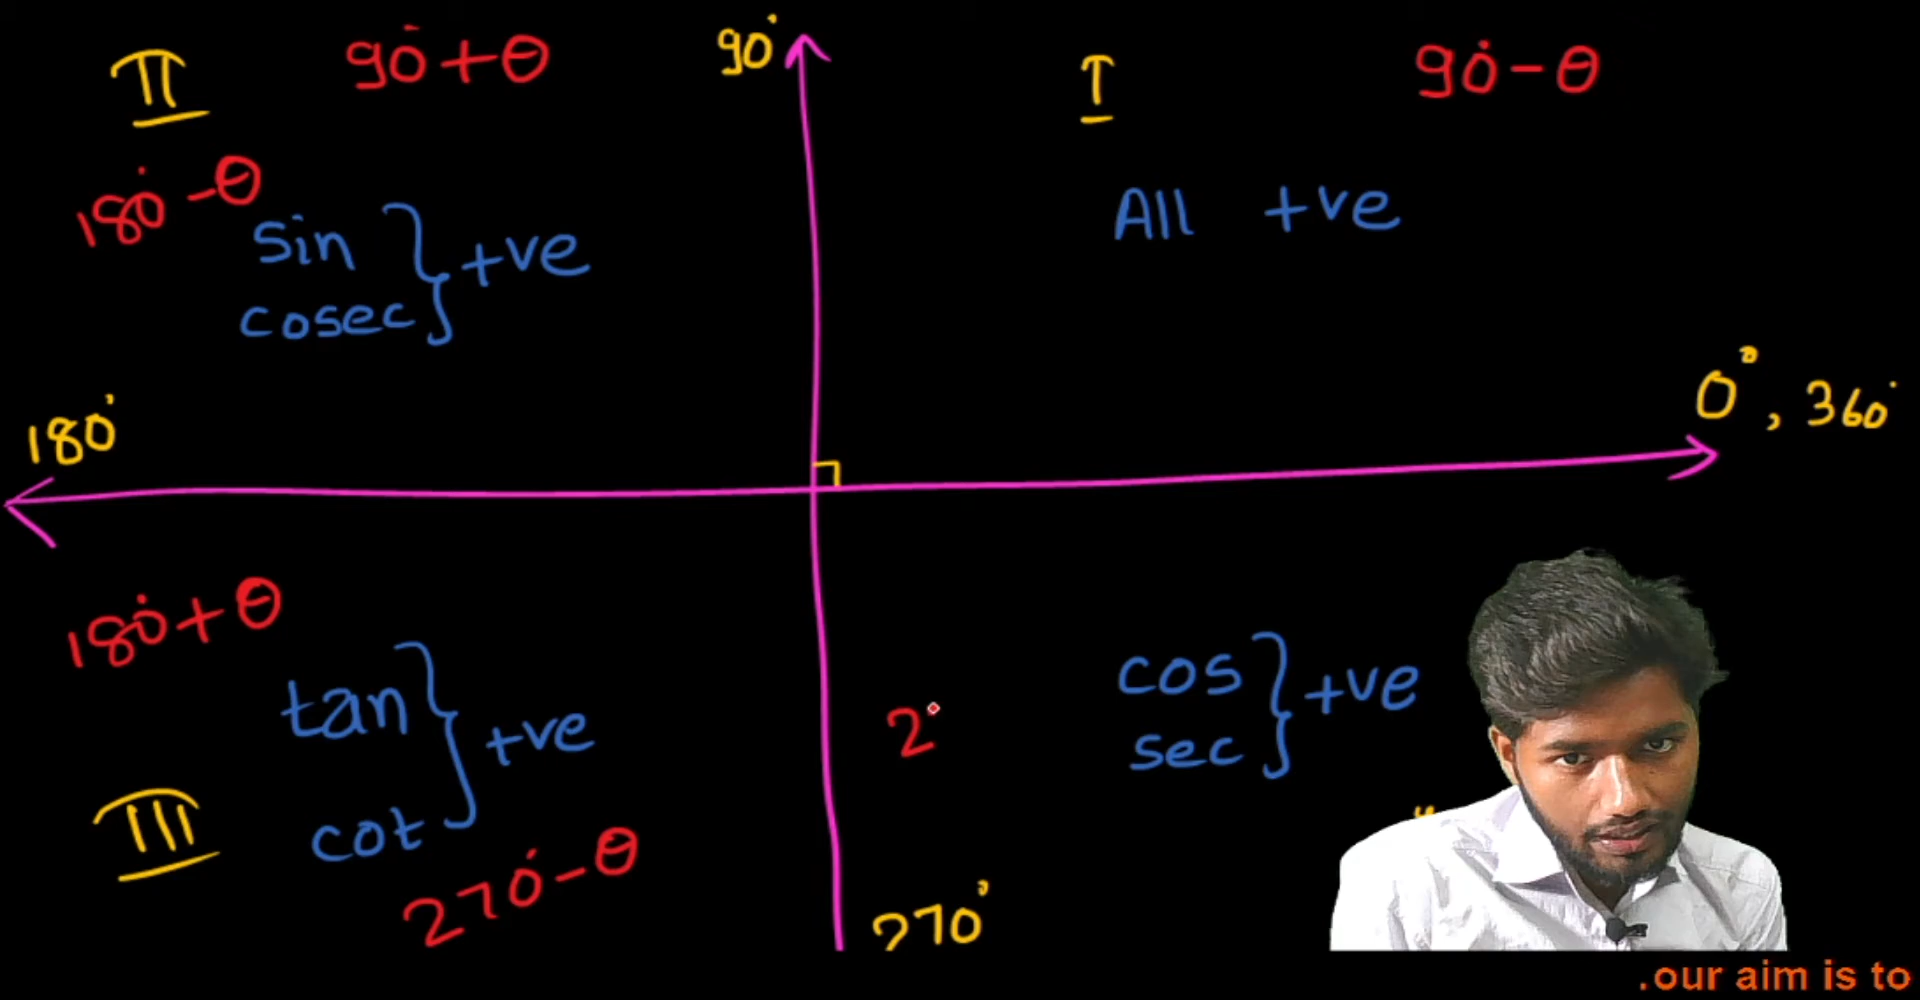 II
90°+θ
90°
I
90°-θ
180°-θ
sin
cosec
+ve
All +ve
180°
0°, 360°
180°+θ
tan
cot
+ve
III
270°-θ
2
cos
sec
+ve
270°
.our aim is to